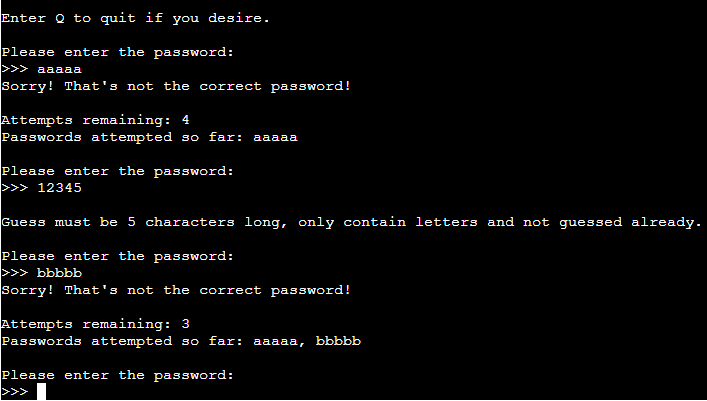 Enter Q to quit if you desire.
Please enter the password:
>>> aaaaa
Sorry! That's not the correct password!
Attempts remaining: 4
Passwords attempted so far: aaaaa
Please enter the password:
>>> 12345
Guess must be 5 characters long, only contain letters and not guessed already.
Please enter the password:
>>> bbbbb
Sorry! That's not the correct password!
Attempts remaining: 3
Passwords attempted so far: aaaaa, bbbbb
Please enter the password:
>>>